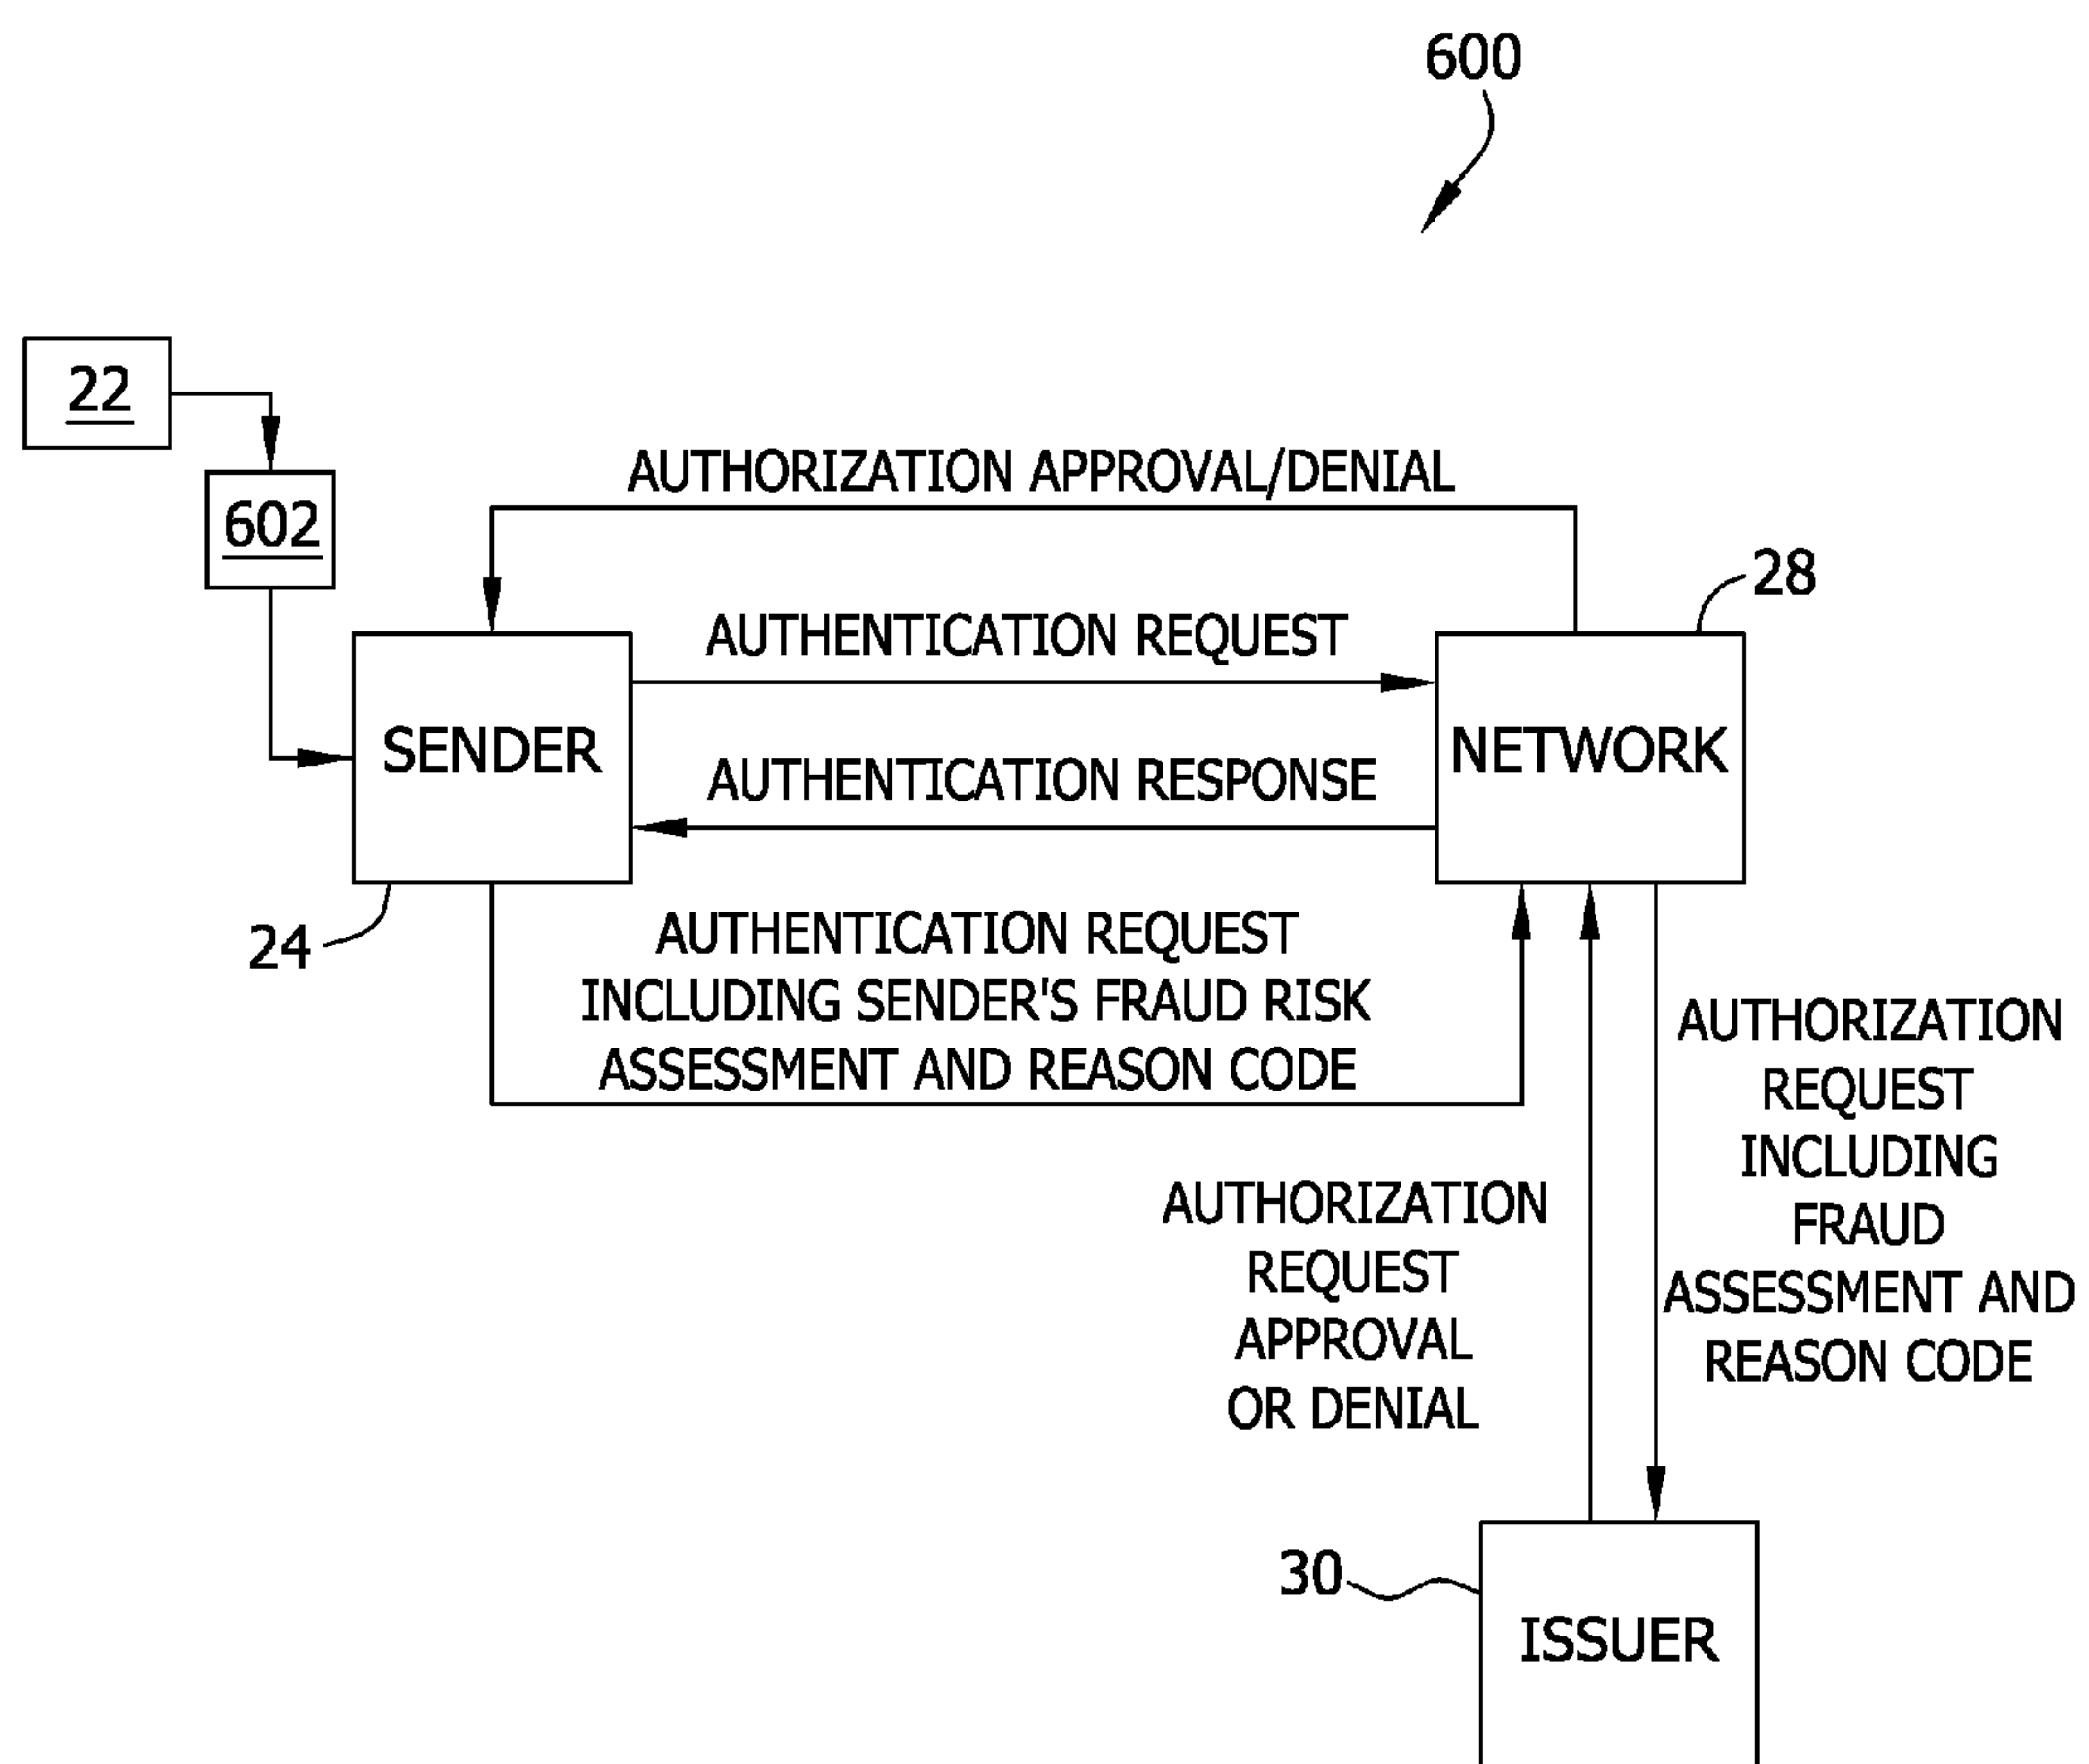 600
22
602
AUTHORIZATION APPROVAL/DENIAL
28
AUTHENTICATION REQUEST
SENDER
NETWORK
AUTHENTICATION RESPONSE
24
AUTHENTICATION REQUEST
INCLUDING SENDER'S FRAUD RISK
ASSESSMENT AND REASON CODE
AUTHORIZATION
REQUEST
INCLUDING
FRAUD
ASSESSMENT AND
REASON CODE
AUTHORIZATION
REQUEST
APPROVAL
OR DENIAL
30
ISSUER